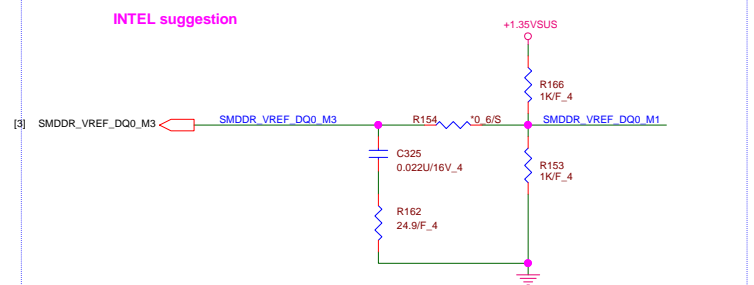 INTEL suggestion
+1.35VSUS
R166
1K/F_4
[3] SMDDR_VREF_DQ0_M3 SMDDR_VREF_DQ0_M3 R154 *0_6/S SMDDR_VREF_DQ0_M1
C325
0.022U/16V_4
R153
1K/F_4
R162
24.9/F_4